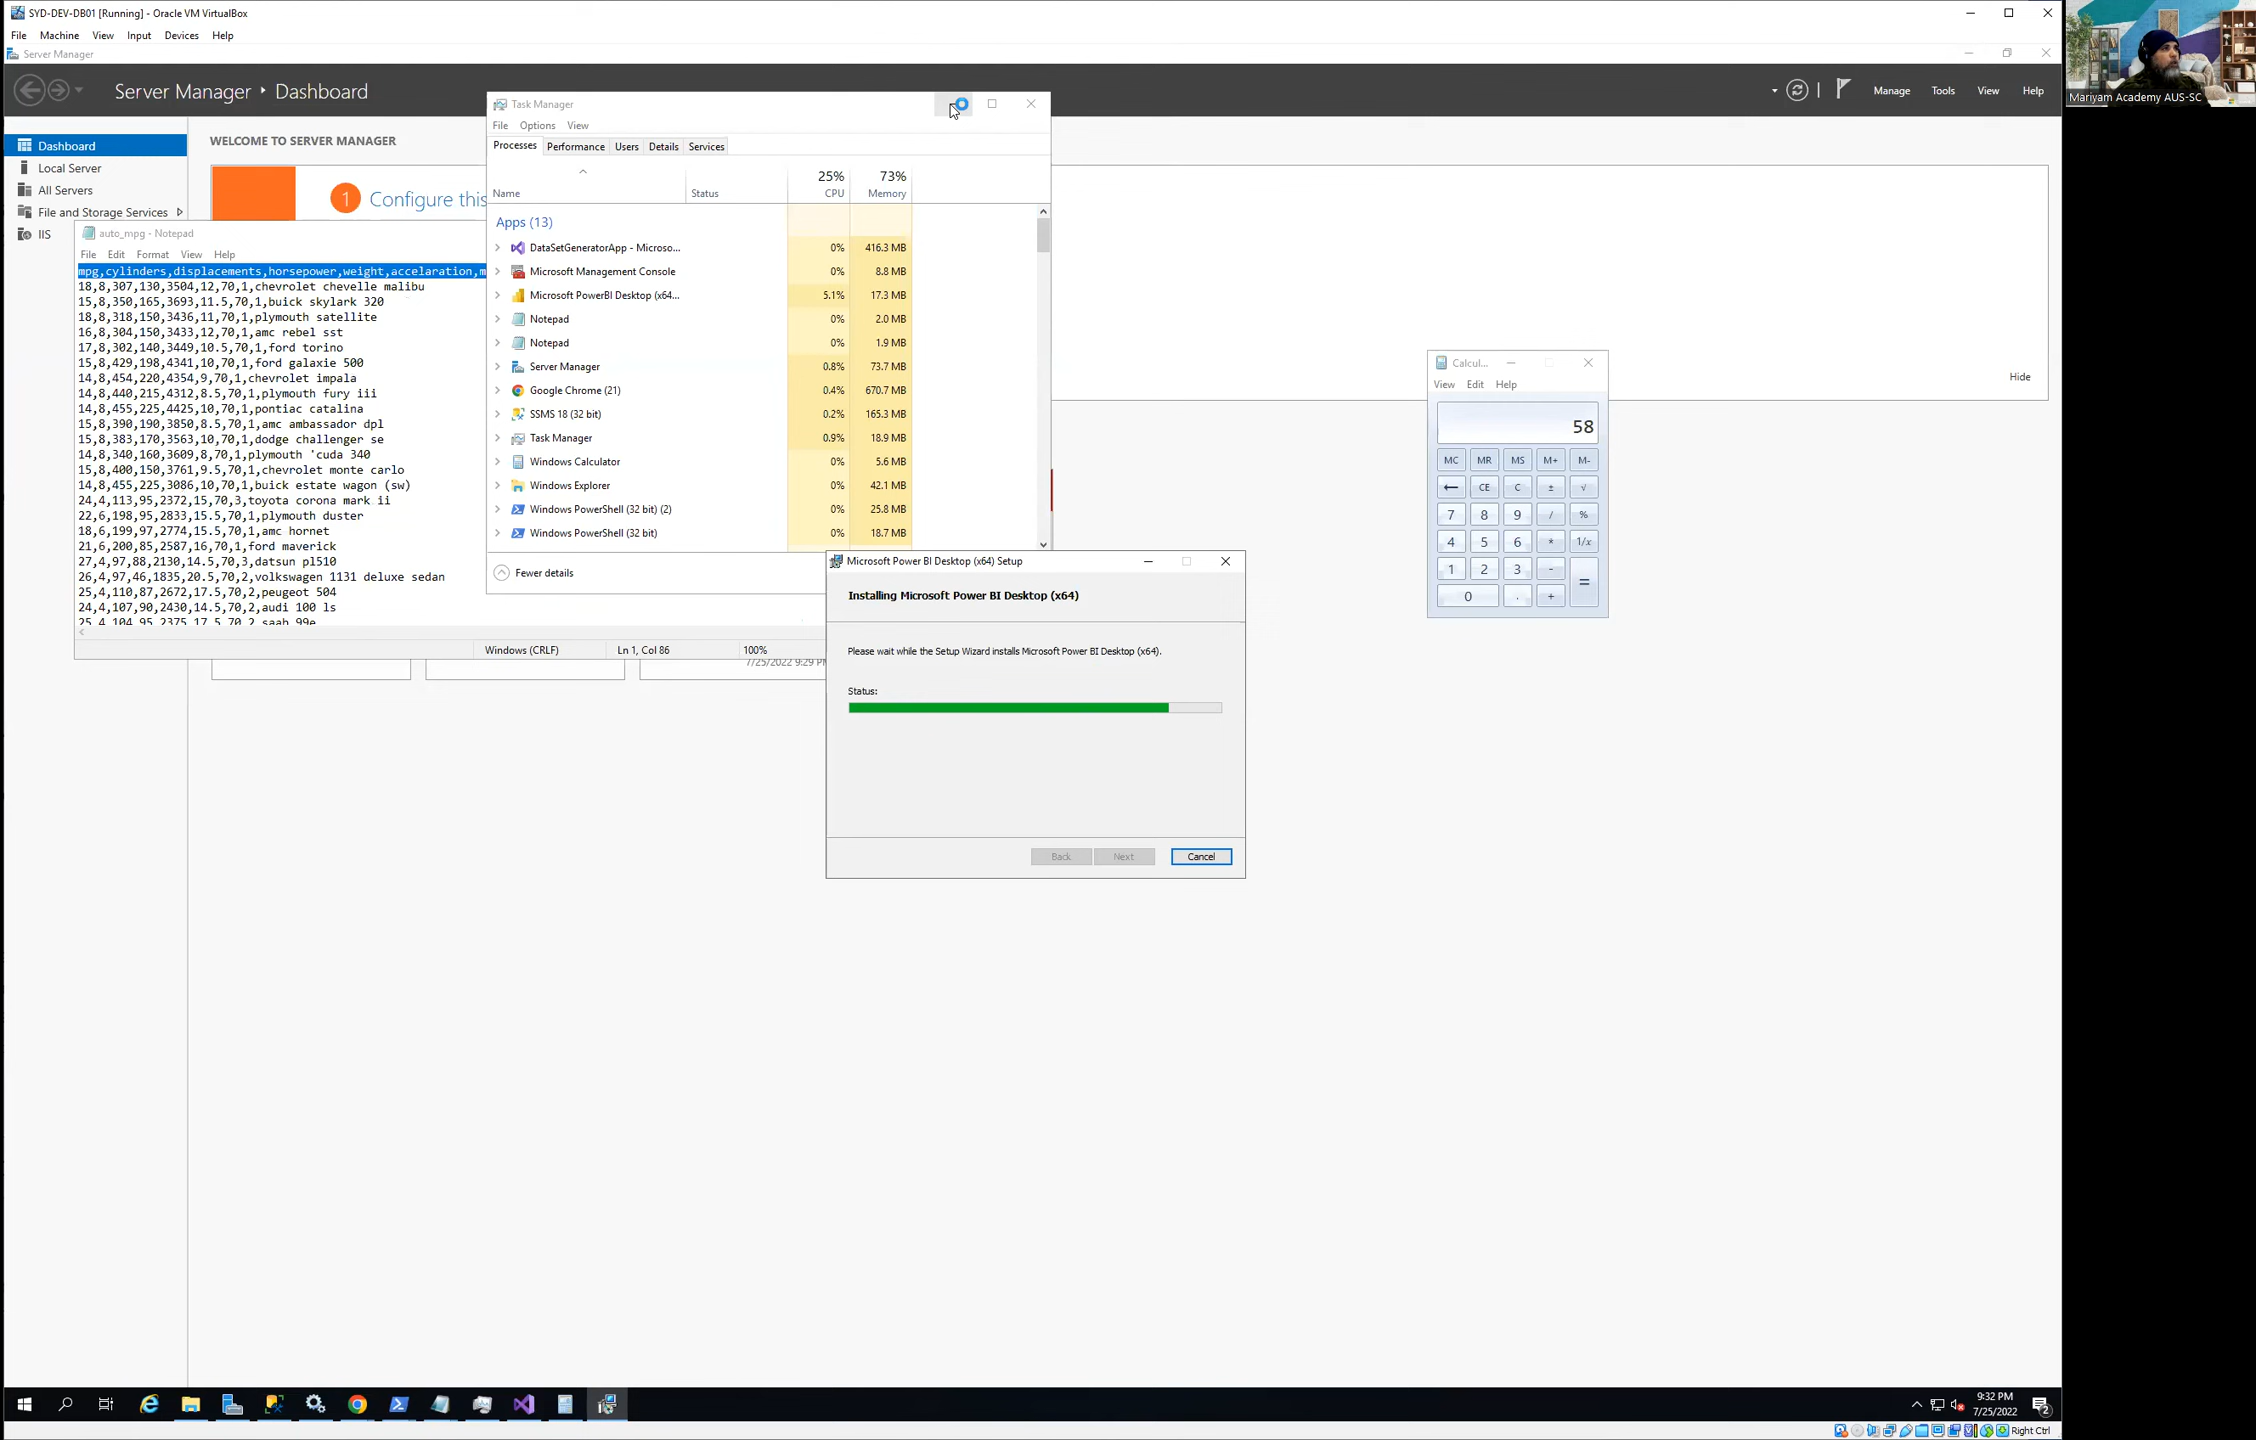 SYD-DEV-DB01 [Running] - Oracle VM VirtualBox
File Machine View Input Devices Help
Server Manager
Server Manager ‣ Dashboard
Manage Tools View Help
Mariyam Academy AUS-SC
Dashboard
Local Server
All Servers
File and Storage Services
IIS
WELCOME TO SERVER MANAGER
1 Configure this
Hide
auto_mpg - Notepad
File Edit Format View Help
mpg,cylinders,displacements,horsepower,weight,accelaration,m
18,8,307,130,3504,12,70,1,chevrolet chevelle malibu
15,8,350,165,3693,11.5,70,1,buick skylark 320
18,8,318,150,3436,11,70,1,plymouth satellite
16,8,304,150,3433,12,70,1,amc rebel sst
17,8,302,140,3449,10.5,70,1,ford torino
15,8,429,198,4341,10,70,1,ford galaxie 500
14,8,454,220,4354,9,70,1,chevrolet impala
14,8,440,215,4312,8.5,70,1,plymouth fury iii
14,8,455,225,4425,10,70,1,pontiac catalina
15,8,390,190,3850,8.5,70,1,amc ambassador dpl
15,8,383,170,3563,10,70,1,dodge challenger se
14,8,340,160,3609,8,70,1,plymouth 'cuda 340
15,8,400,150,3761,9.5,70,1,chevrolet monte carlo
14,8,455,225,3086,10,70,1,buick estate wagon (sw)
24,4,113,95,2372,15,70,3,toyota corona mark ii
22,6,198,95,2833,15.5,70,1,plymouth duster
18,6,199,97,2774,15.5,70,1,amc hornet
21,6,200,85,2587,16,70,1,ford maverick
27,4,97,88,2130,14.5,70,3,datsun pl510
26,4,97,46,1835,20.5,70,2,volkswagen 1131 deluxe sedan
25,4,110,87,2672,17.5,70,2,peugeot 504
24,4,107,90,2430,14.5,70,2,audi 100 ls
25,4,104,95,2375,17.5,70,2,saab 99e
Windows (CRLF) Ln 1, Col 86 100%
7/25/2022 9:29 PM
Task Manager
File Options View
Processes Performance Users Details Services
25% 73%
Name Status CPU Memory
Apps (13)
DataSetGeneratorApp - Microso... 0% 416.3 MB
Microsoft Management Console 0% 8.8 MB
Microsoft PowerBI Desktop (x64... 5.1% 17.3 MB
Notepad 0% 2.0 MB
Notepad 0% 1.9 MB
Server Manager 0.8% 73.7 MB
Google Chrome (21) 0.4% 670.7 MB
SSMS 18 (32 bit) 0.2% 165.3 MB
Task Manager 0.9% 18.9 MB
Windows Calculator 0% 5.6 MB
Windows Explorer 0% 42.1 MB
Windows PowerShell (32 bit) (2) 0% 25.8 MB
Windows PowerShell (32 bit) 0% 18.7 MB
Fewer details
Microsoft Power BI Desktop (x64) Setup
Installing Microsoft Power BI Desktop (x64)
Please wait while the Setup Wizard installs Microsoft Power BI Desktop (x64).
Status:
Back Next Cancel
Calcul...
View Edit Help
58
MC MR MS M+ M-
← CE C ± √
7 8 9 / %
4 5 6 * 1/x
1 2 3 - =
0 . +
9:32 PM
7/25/2022
2
Right Ctrl